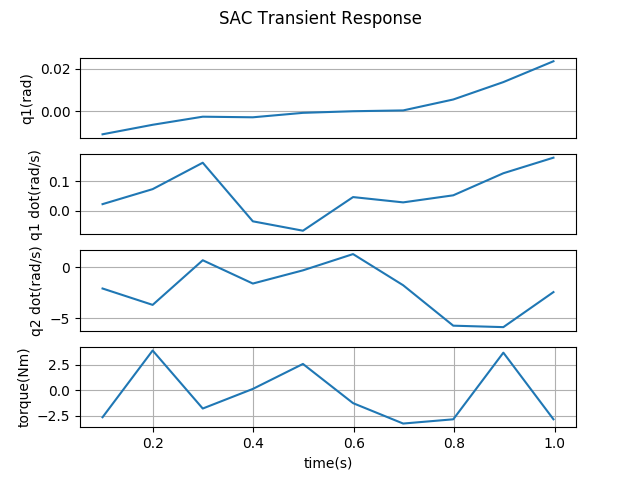 SAC Transient Response
q1(rad)
0.02
0.00
q1 dot(rad/s)
0.1
0.0
q2 dot(rad/s)
0
−5
torque(Nm)
2.5
0.0
−2.5
0.2 0.4 0.6 0.8 1.0
time(s)